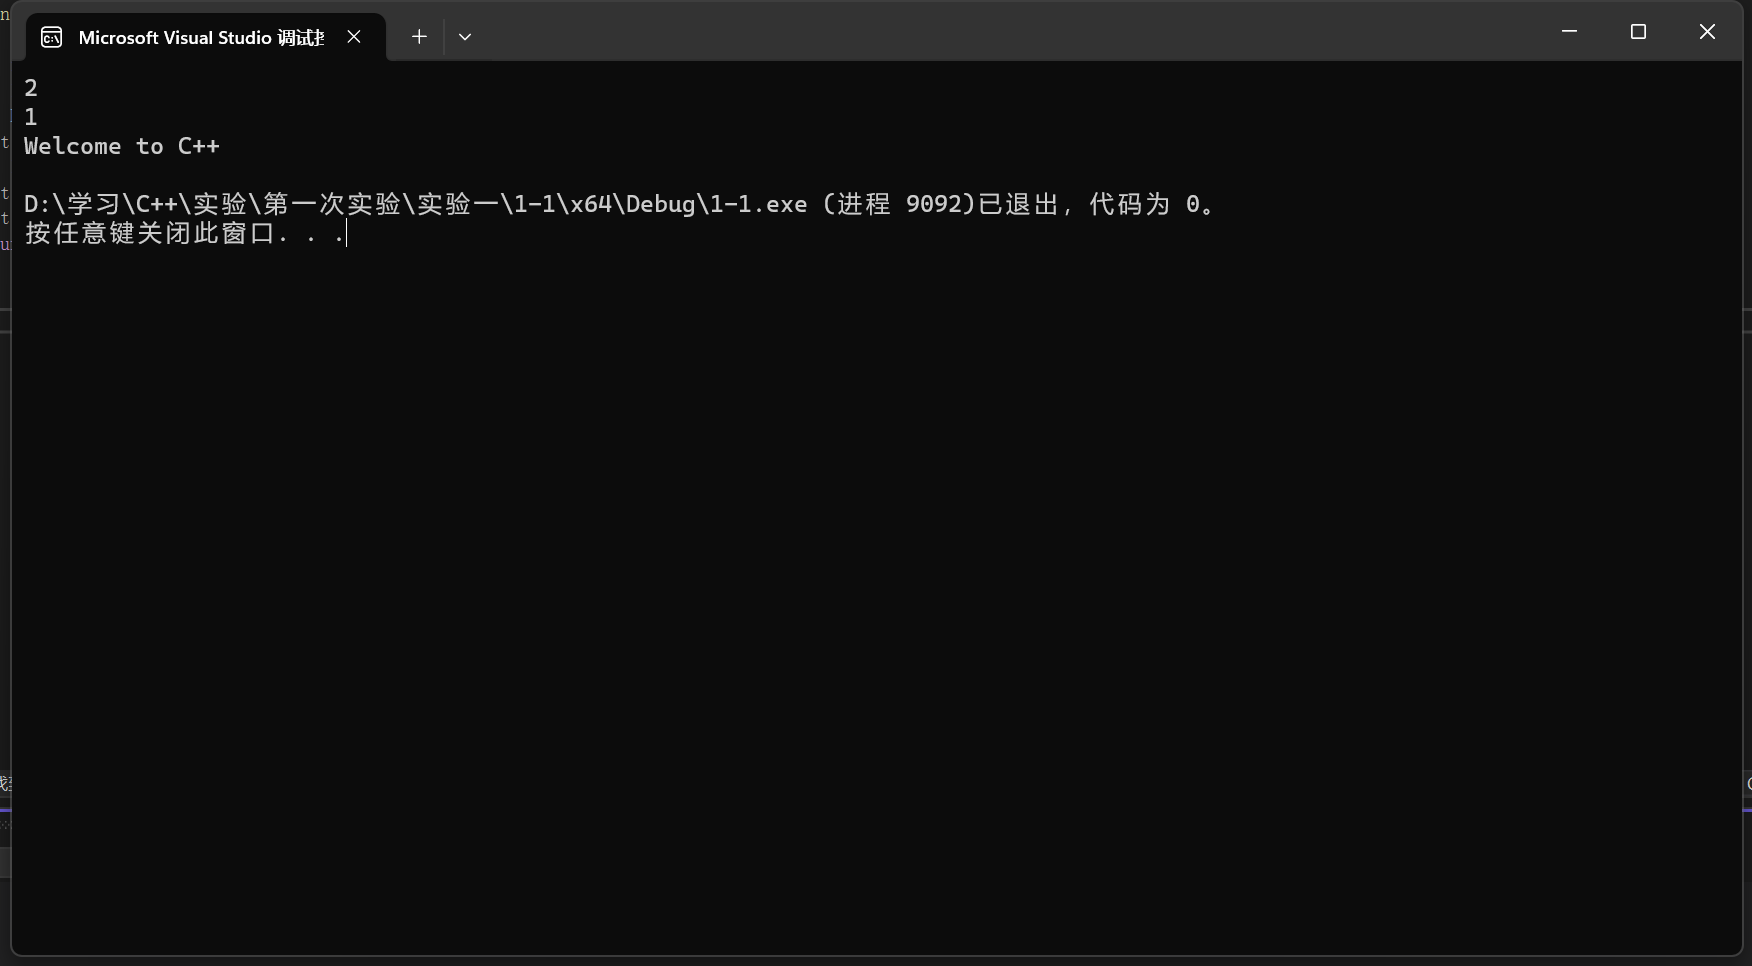 Microsoft Visual Studio 调试
2
1
Welcome to C++
D:\学习\C++\实验\第一次实验\实验一\1-1\x64\Debug\1-1.exe (进程 9092)已退出，代码为 0。
按任意键关闭此窗口. . .